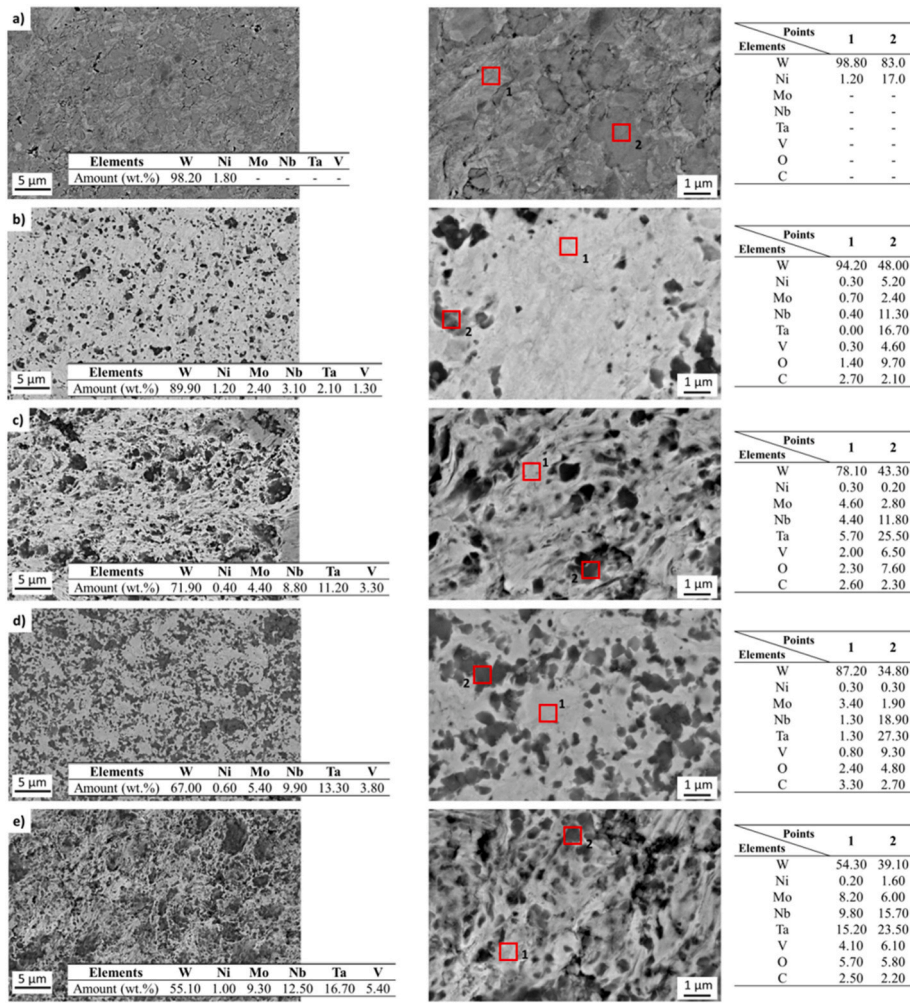 a)
5 µm
Elements W Ni Mo Nb Ta V
Amount (wt.%) 98.20 1.80 - - - -
1
2
1 µm
Points
Elements 1 2
W 98.80 83.0
Ni 1.20 17.0
Mo - -
Nb - -
Ta - -
V - -
O - -
C - -
b)
5 µm
Elements W Ni Mo Nb Ta V
Amount (wt.%) 89.90 1.20 2.40 3.10 2.10 1.30
1
2
1 µm
Points
Elements 1 2
W 94.20 48.00
Ni 0.30 5.20
Mo 0.70 2.40
Nb 0.40 11.30
Ta 0.00 16.70
V 0.30 4.60
O 1.40 9.70
C 2.70 2.10
c)
5 µm
Elements W Ni Mo Nb Ta V
Amount (wt.%) 71.90 0.40 4.40 8.80 11.20 3.30
1
2
1 µm
Points
Elements 1 2
W 78.10 43.30
Ni 0.30 0.20
Mo 4.60 2.80
Nb 4.40 11.80
Ta 5.70 25.50
V 2.00 6.50
O 2.30 7.60
C 2.60 2.30
d)
5 µm
Elements W Ni Mo Nb Ta V
Amount (wt.%) 67.00 0.60 5.40 9.90 13.30 3.80
2
1
1 µm
Points
Elements 1 2
W 87.20 34.80
Ni 0.30 0.30
Mo 3.40 1.90
Nb 1.30 18.90
Ta 1.30 27.30
V 0.80 9.30
O 2.40 4.80
C 3.30 2.70
e)
5 µm
Elements W Ni Mo Nb Ta V
Amount (wt.%) 55.10 1.00 9.30 12.50 16.70 5.40
2
1
1 µm
Points
Elements 1 2
W 54.30 39.10
Ni 0.20 1.60
Mo 8.20 6.00
Nb 9.80 15.70
Ta 15.20 23.50
V 4.10 6.10
O 5.70 5.80
C 2.50 2.20